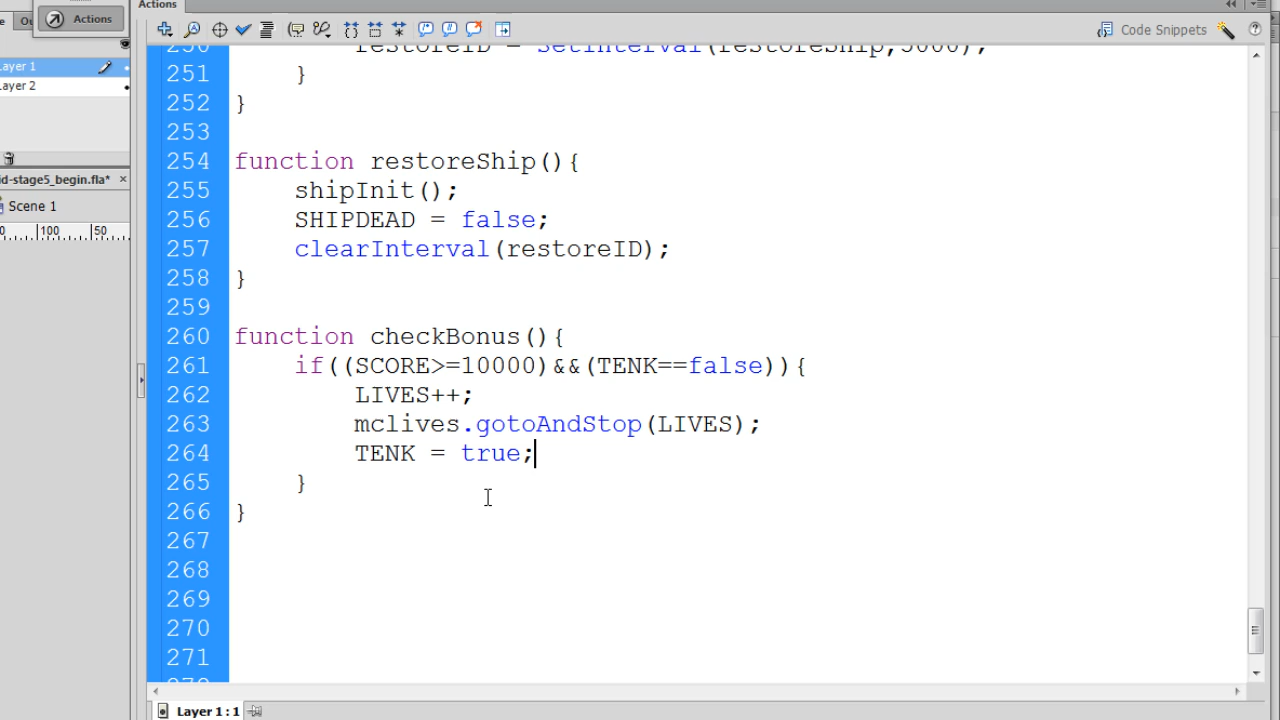 Actions
Actions
Code Snippets
ayer 1
ayer 2
id-stage5_begin.fla*
Scene 1
100 50
250 restoreID = setInterval(restoreShip,5000);
251 }
252 }
253
254 function restoreShip(){
255 shipInit();
256 SHIPDEAD = false;
257 clearInterval(restoreID);
258 }
259
260 function checkBonus(){
261 if((SCORE>=10000)&&(TENK==false)){
262 LIVES++;
263 mclives.gotoAndStop(LIVES);
264 TENK = true;
265 }
266 }
267
268
269
270
271
Layer 1 : 1